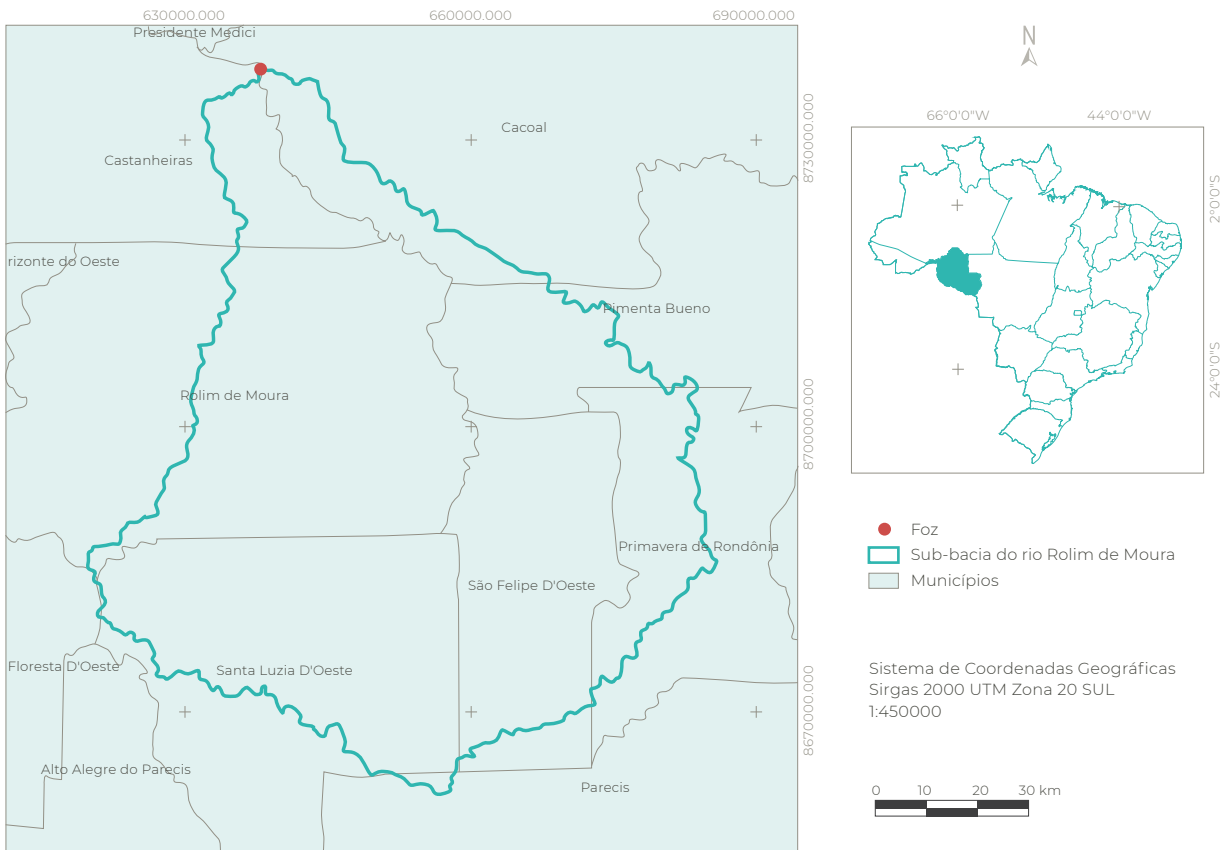 630000.000
660000.000
690000.000
Presidente Médici
Cacoal
Castanheiras
rizonte do Oeste
Pimenta Bueno
Rolim de Moura
Primavera de Rondônia
São Felipe D'Oeste
Floresta D'Oeste
Santa Luzia D'Oeste
Alto Alegre do Parecis
Parecis
8730000.000
8700000.000
8670000.000
N
66°0'0"W
44°0'0"W
2°0'0"S
24°0'0"S
Foz
Sub-bacia do rio Rolim de Moura
Municípios
Sistema de Coordenadas Geográficas
Sirgas 2000 UTM Zona 20 SUL
1:450000
0 10 20 30 km